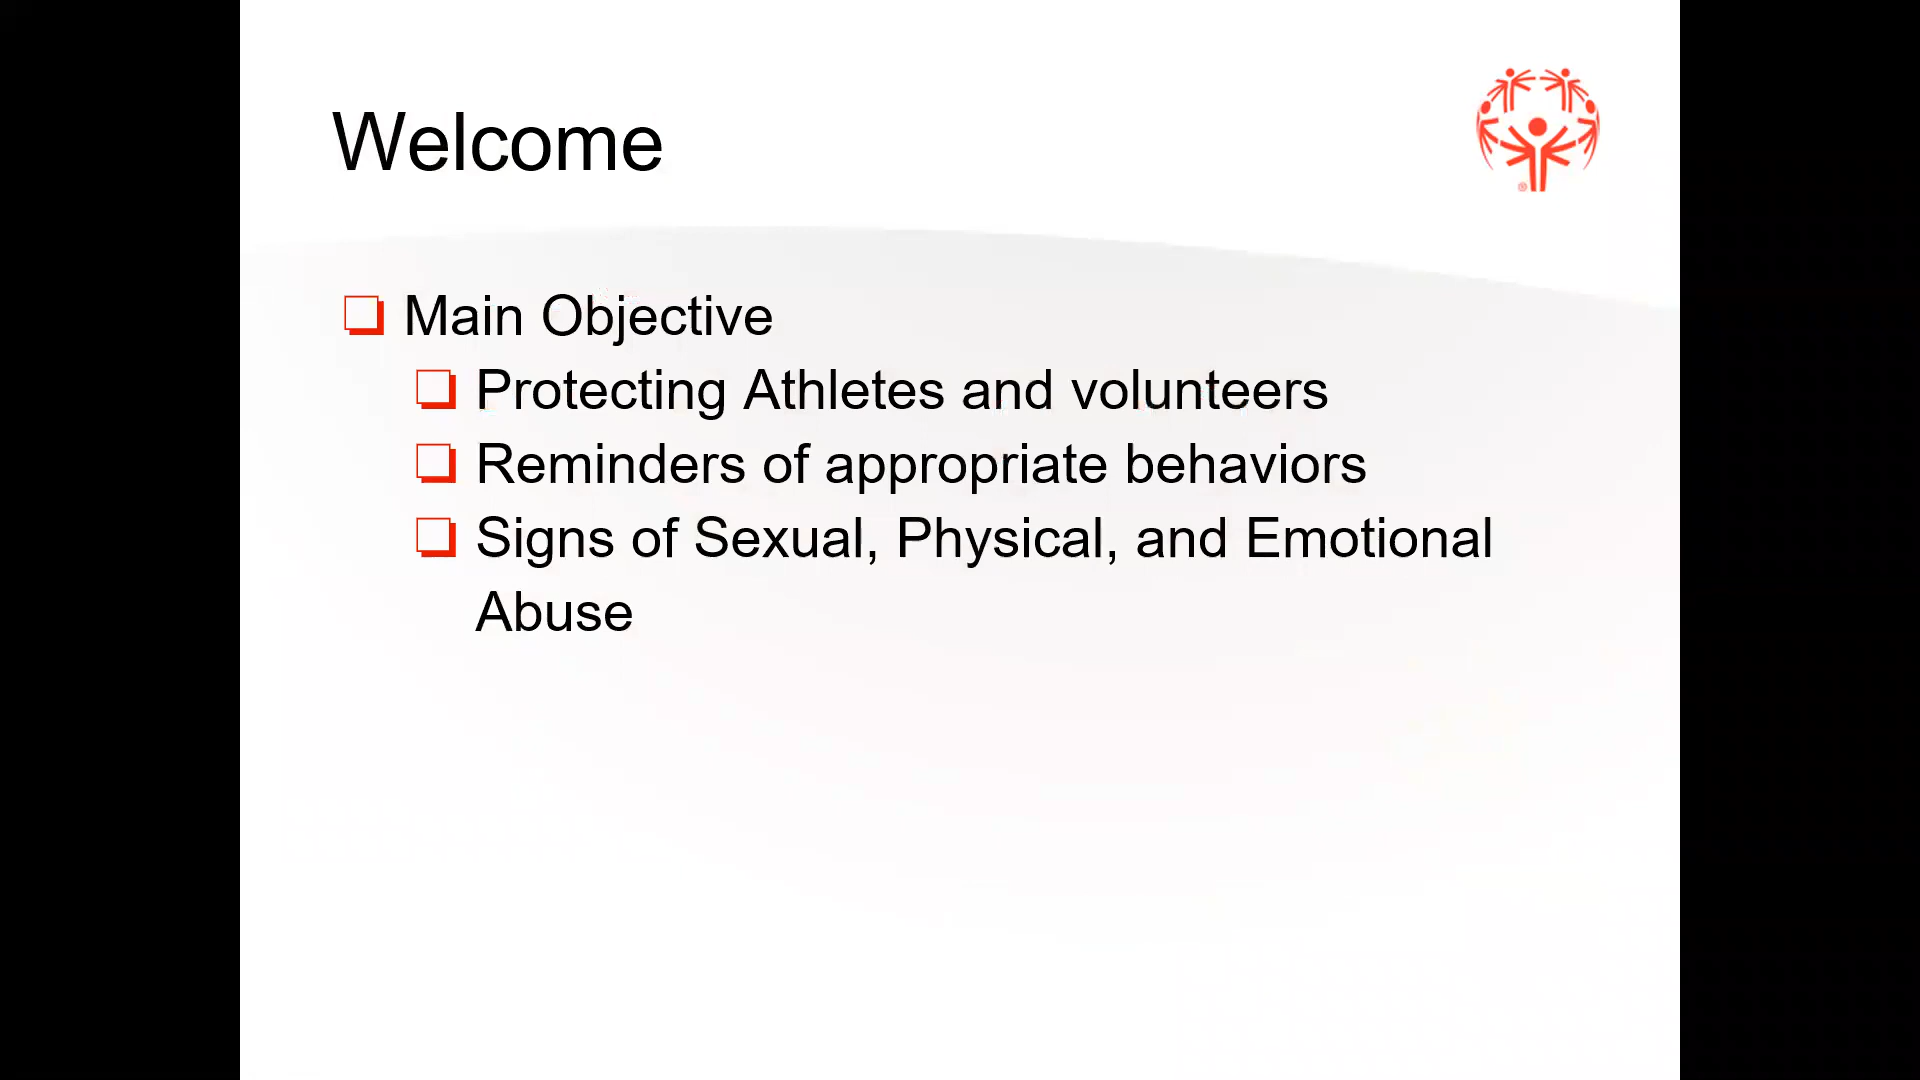 Welcome
Main Objective
Protecting Athletes and volunteers
Reminders of appropriate behaviors
Signs of Sexual, Physical, and Emotional
Abuse
®